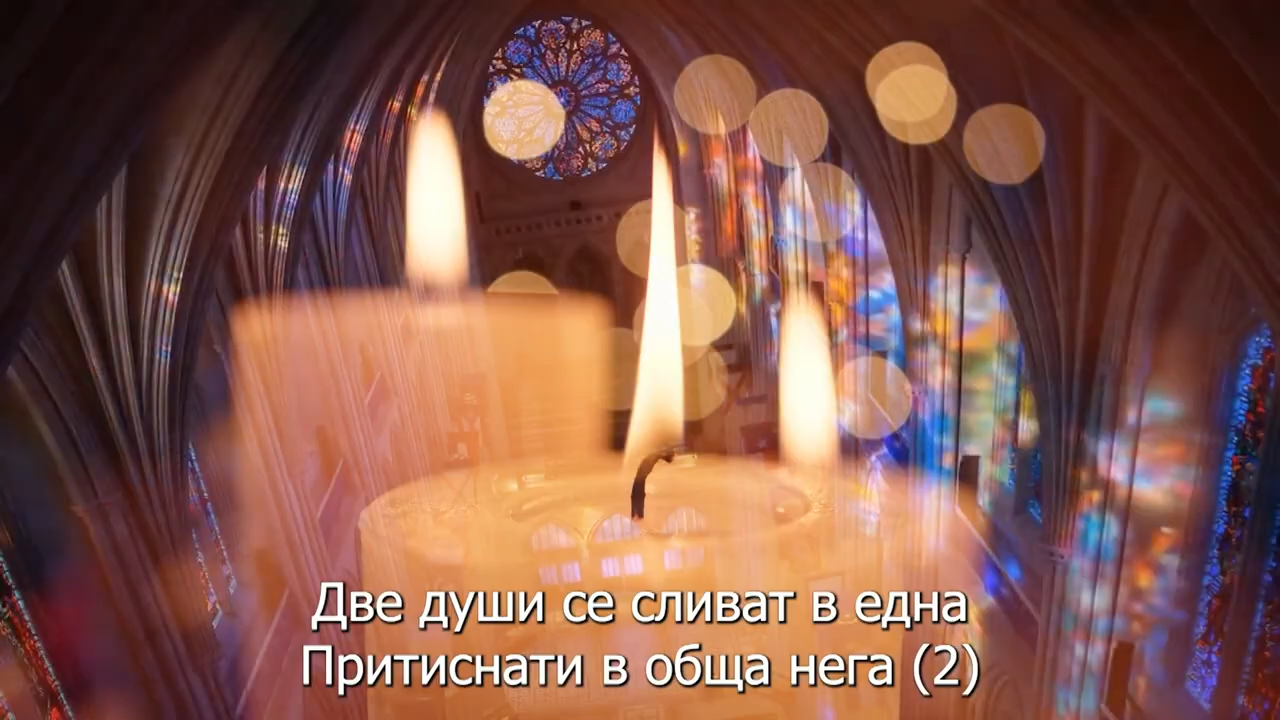 Две души се сливат в една
Притиснати в обща нега (2)